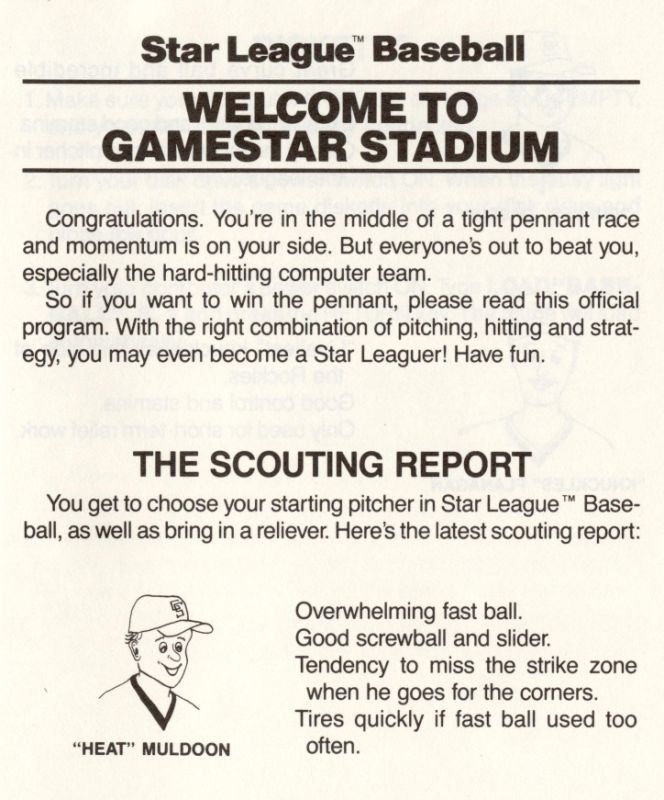 Star League™ Baseball
WELCOME TO
GAMESTAR STADIUM
Congratulations. You're in the middle of a tight pennant race
and momentum is on your side. But everyone's out to beat you,
especially the hard-hitting computer team.
So if you want to win the pennant, please read this official
program. With the right combination of pitching, hitting and strat-
egy, you may even become a Star Leaguer! Have fun.
THE SCOUTING REPORT
You get to choose your starting pitcher in Star League™ Base-
ball, as well as bring in a reliever. Here's the latest scouting report:
GS
Overwhelming fast ball.
Good screwball and slider.
Tendency to miss the strike zone
when he goes for the corners.
Tires quickly if fast ball used too
often.
"HEAT" MULDOON